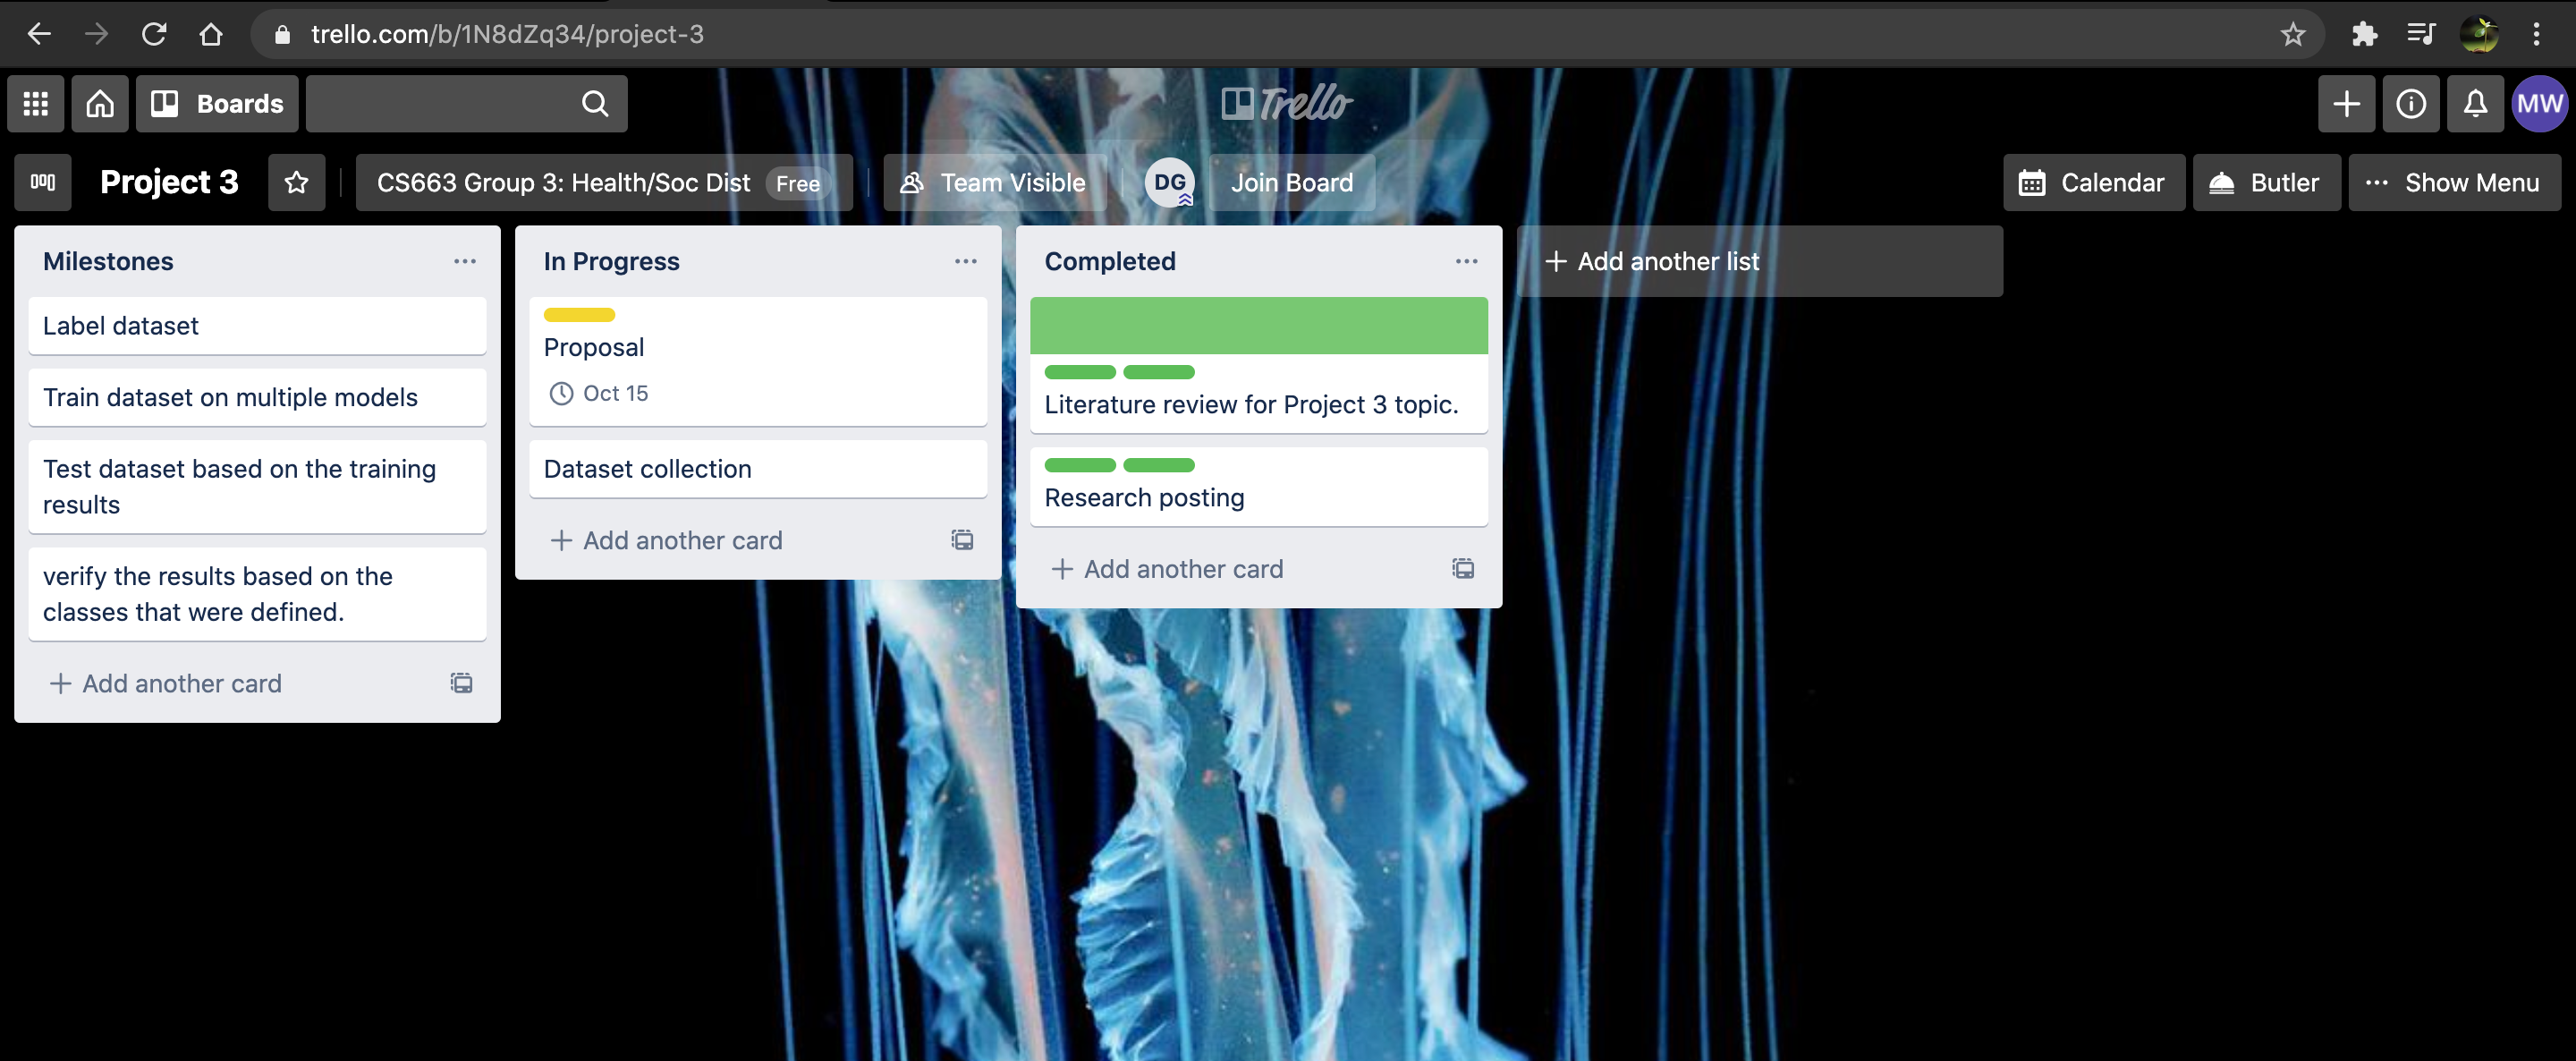 trello.com/b/1N8dZq34/project-3
Boards
Trello
MW
Project 3
CS663 Group 3: Health/Soc Dist Free
Team Visible
DG
Join Board
Calendar
Butler
Show Menu
Milestones
Label dataset
Train dataset on multiple models
Test dataset based on the training
results
verify the results based on the
classes that were defined.
Add another card
In Progress
Proposal
Oct 15
Dataset collection
Add another card
Completed
Literature review for Project 3 topic.
Research posting
Add another card
Add another list